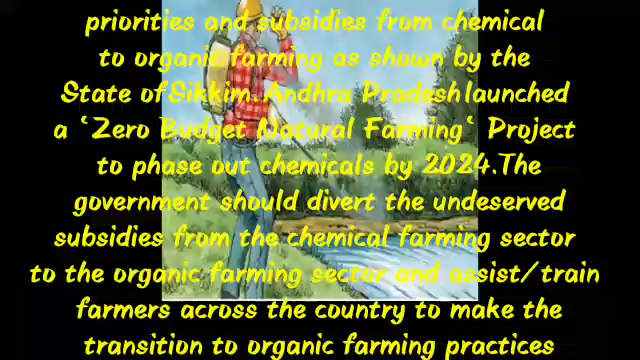 priorities and subsidies from chemical
to organic farming as shown by the
State of Sikkim. Andhra Pradesh launched
a 'Zero Budget Natural Farming' Project
to phase out chemicals by 2024.The
government should divert the undeserved
subsidies from the chemical farming sector
to the organic farming sector and assist/train
farmers across the country to make the
transition to organic farming practices